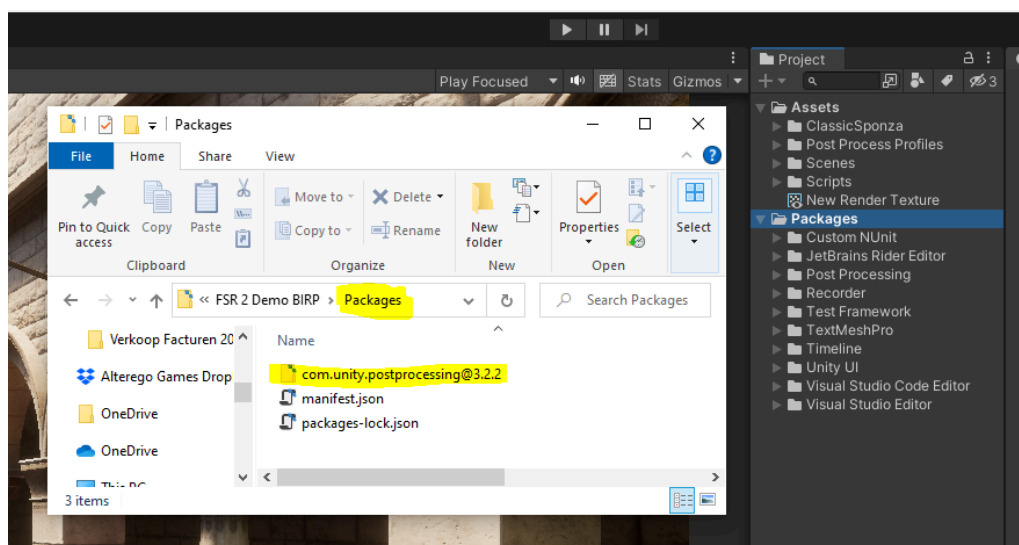 Project
Play Focused
Stats
Gizmos
3
Packages
File
Home
Share
View
Pin to Quick
access
Copy
Paste
Move to
Copy to
Delete
Rename
New
folder
Properties
Select
Clipboard
Organize
New
Open
« FSR 2 Demo BIRP › Packages
Search Packages
Verkoop Facturen 20
Alterego Games Drop
OneDrive
OneDrive
This PC
Name
com.unity.postprocessing@3.2.2
manifest.json
packages-lock.json
3 items
Assets
ClassicSponza
Post Process Profiles
Scenes
Scripts
New Render Texture
Packages
Custom NUnit
JetBrains Rider Editor
Post Processing
Recorder
Test Framework
TextMeshPro
Timeline
Unity UI
Visual Studio Code Editor
Visual Studio Editor